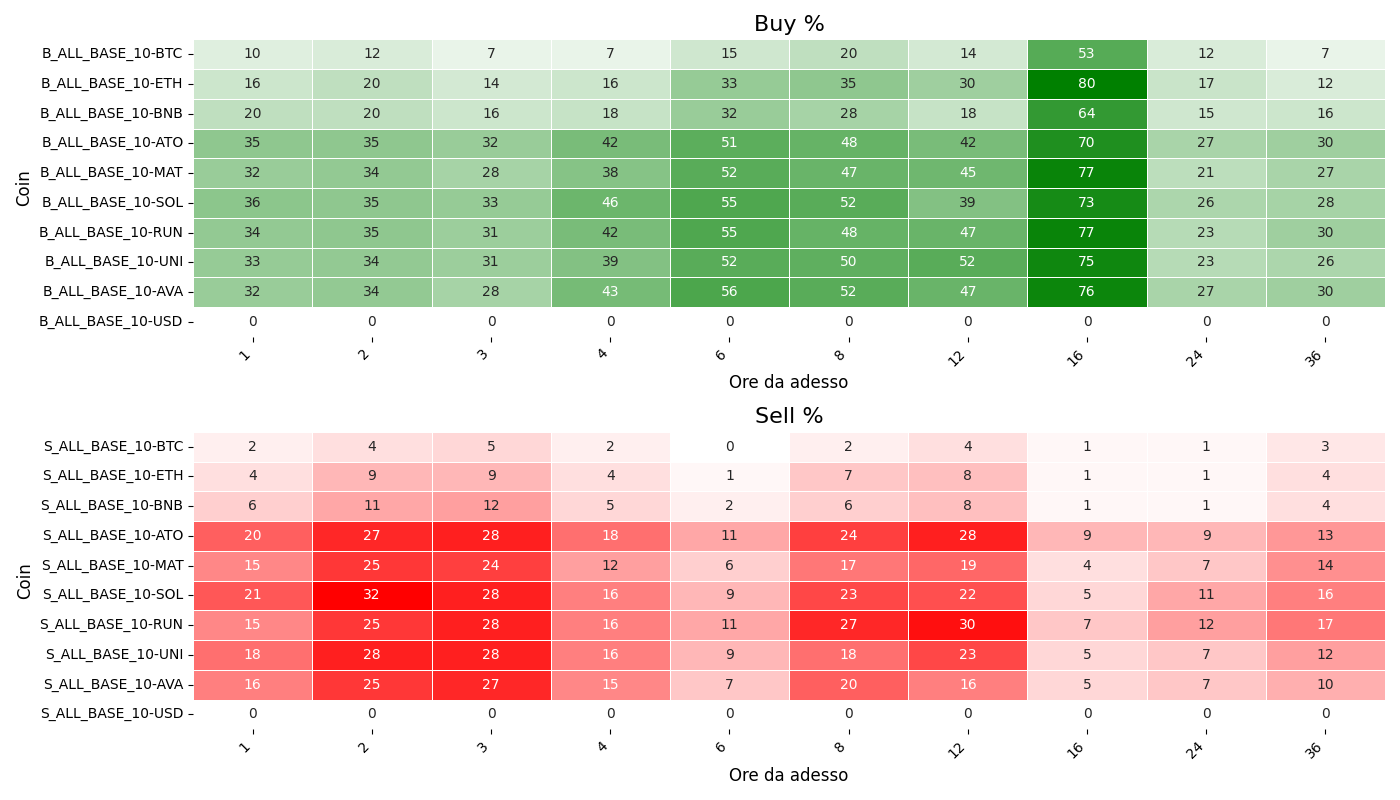 Buy %
Coin
B_ALL_BASE_10-BTC 10 12 7 7 15 20 14 53 12 7
B_ALL_BASE_10-ETH 16 20 14 16 33 35 30 80 17 12
B_ALL_BASE_10-BNB 20 20 16 18 32 28 18 64 15 16
B_ALL_BASE_10-ATO 35 35 32 42 51 48 42 70 27 30
B_ALL_BASE_10-MAT 32 34 28 38 52 47 45 77 21 27
B_ALL_BASE_10-SOL 36 35 33 46 55 52 39 73 26 28
B_ALL_BASE_10-RUN 34 35 31 42 55 48 47 77 23 30
B_ALL_BASE_10-UNI 33 34 31 39 52 50 52 75 23 26
B_ALL_BASE_10-AVA 32 34 28 43 56 52 47 76 27 30
B_ALL_BASE_10-USD 0 0 0 0 0 0 0 0 0 0
1 2 3 4 6 8 12 16 24 36
Ore da adesso
Sell %
Coin
S_ALL_BASE_10-BTC 2 4 5 2 0 2 4 1 1 3
S_ALL_BASE_10-ETH 4 9 9 4 1 7 8 1 1 4
S_ALL_BASE_10-BNB 6 11 12 5 2 6 8 1 1 4
S_ALL_BASE_10-ATO 20 27 28 18 11 24 28 9 9 13
S_ALL_BASE_10-MAT 15 25 24 12 6 17 19 4 7 14
S_ALL_BASE_10-SOL 21 32 28 16 9 23 22 5 11 16
S_ALL_BASE_10-RUN 15 25 28 16 11 27 30 7 12 17
S_ALL_BASE_10-UNI 18 28 28 16 9 18 23 5 7 12
S_ALL_BASE_10-AVA 16 25 27 15 7 20 16 5 7 10
S_ALL_BASE_10-USD 0 0 0 0 0 0 0 0 0 0
1 2 3 4 6 8 12 16 24 36
Ore da adesso